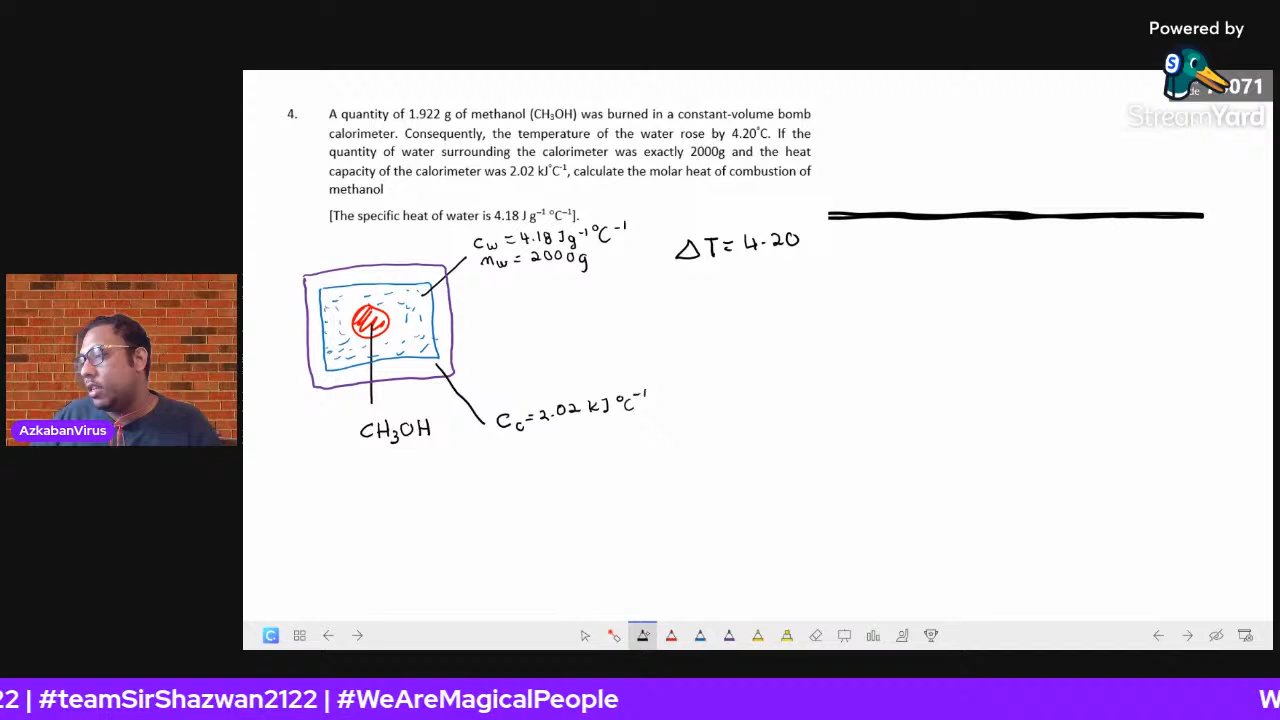 Powered by
071
StreamYard
4. A quantity of 1.922 g of methanol (CH₃OH) was burned in a constant-volume bomb
calorimeter. Consequently, the temperature of the water rose by 4.20°C. If the
quantity of water surrounding the calorimeter was exactly 2000g and the heat
capacity of the calorimeter was 2.02 kJ°C⁻¹, calculate the molar heat of combustion of
methanol
[The specific heat of water is 4.18 J g⁻¹ °C⁻¹].
c_w = 4.18 J g⁻¹ °C⁻¹
m_w = 2000g
ΔT = 4.20
C_c = 2.02 kJ °C⁻¹
CH₃OH
AzkabanVirus
22 | #teamSirShazwan2122 | #WeAreMagicalPeople
W